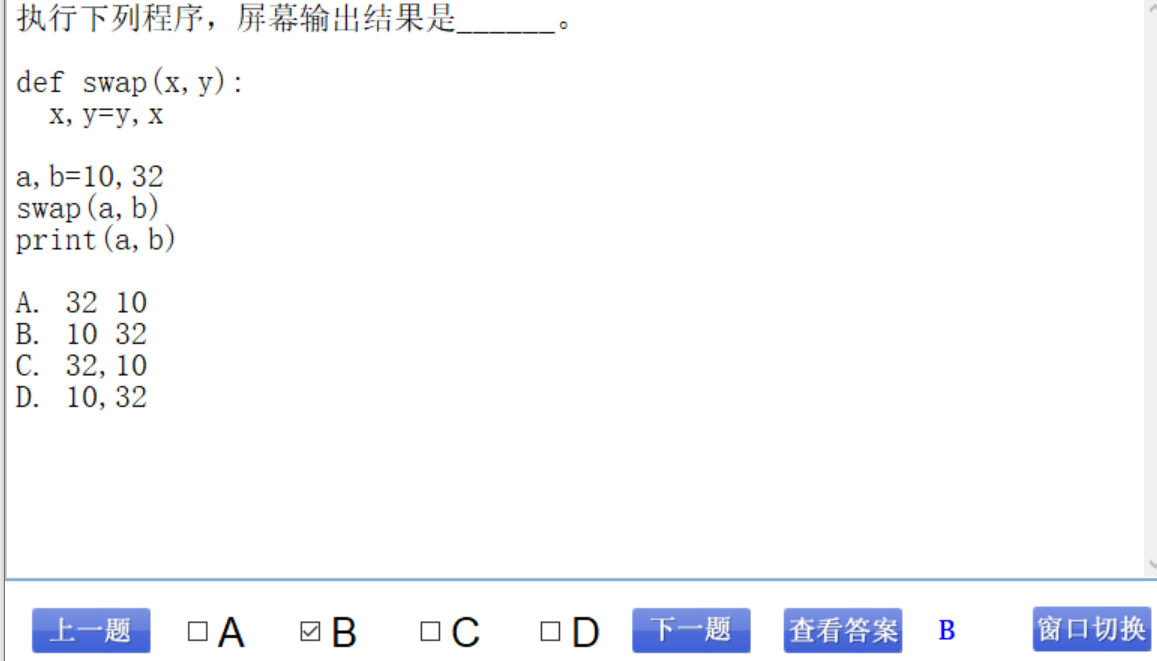 执行下列程序，屏幕输出结果是______。
def swap(x,y):
  x,y=y,x
a,b=10,32
swap(a,b)
print(a,b)
A. 32 10
B. 10 32
C. 32,10
D. 10,32
上一题 A B C D 下一题 查看答案 B 窗口切换